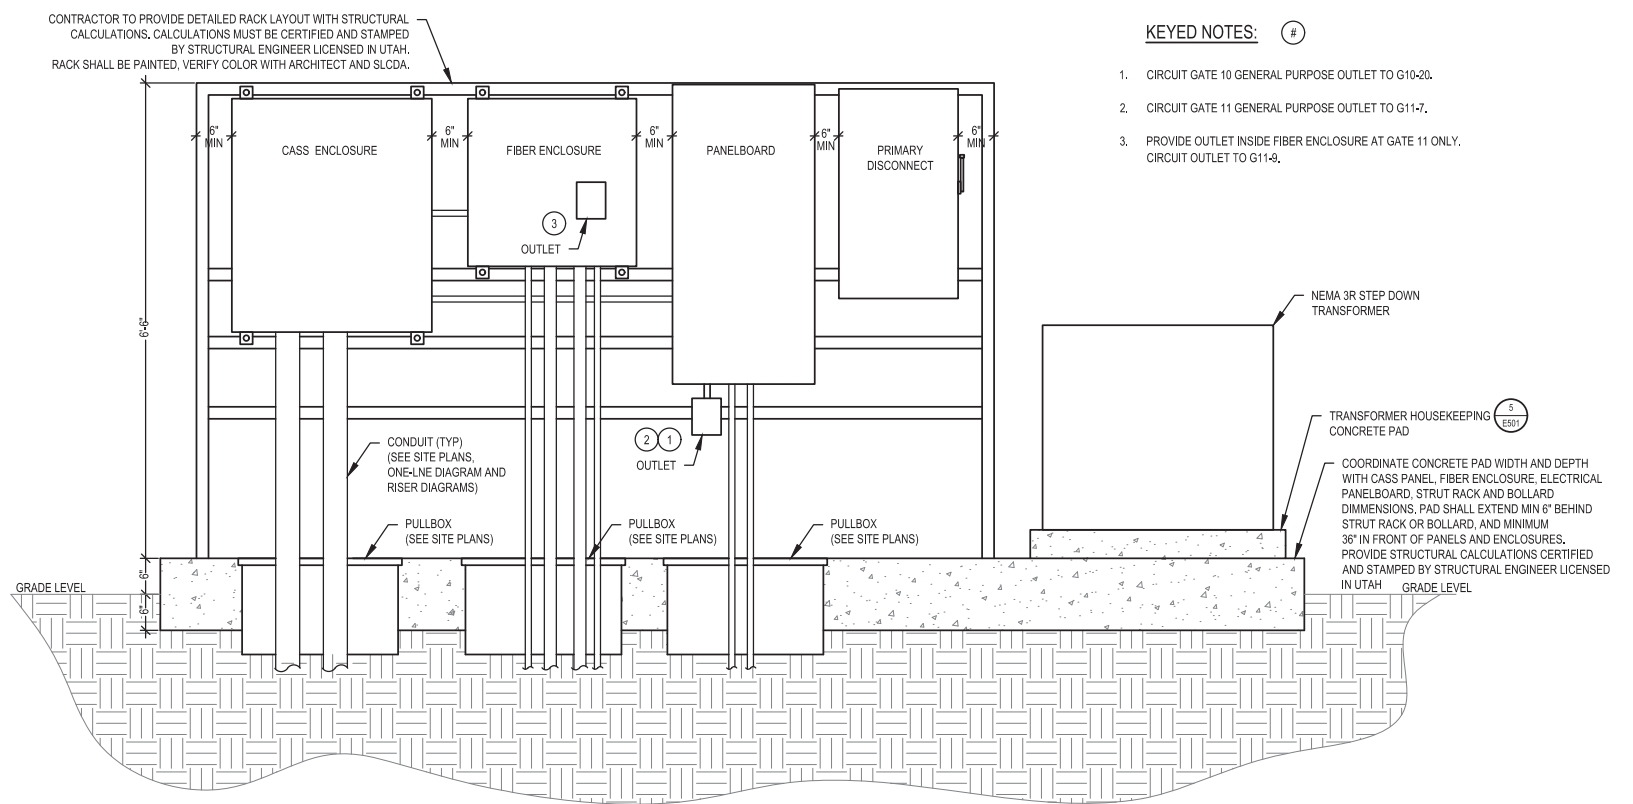 CONTRACTOR TO PROVIDE DETAILED RACK LAYOUT WITH STRUCTURAL
CALCULATIONS. CALCULATIONS MUST BE CERTIFIED AND STAMPED
BY STRUCTURAL ENGINEER LICENSED IN UTAH.
RACK SHALL BE PAINTED, VERIFY COLOR WITH ARCHITECT AND SLCDA.
KEYED NOTES: #
1. CIRCUIT GATE 10 GENERAL PURPOSE OUTLET TO G10-20.
2. CIRCUIT GATE 11 GENERAL PURPOSE OUTLET TO G11-7.
3. PROVIDE OUTLET INSIDE FIBER ENCLOSURE AT GATE 11 ONLY.
CIRCUIT OUTLET TO G11-9.
6"
MIN
CASS ENCLOSURE
6"
MIN
FIBER ENCLOSURE
6"
MIN
PANELBOARD
6"
MIN
PRIMARY
DISCONNECT
6"
MIN
3
OUTLET
6'-6"
NEMA 3R STEP DOWN
TRANSFORMER
2 1
OUTLET
TRANSFORMER HOUSEKEEPING
CONCRETE PAD
5
E501
CONDUIT (TYP)
(SEE SITE PLANS,
ONE-LNE DIAGRAM AND
RISER DIAGRAMS)
COORDINATE CONCRETE PAD WIDTH AND DEPTH
WITH CASS PANEL, FIBER ENCLOSURE, ELECTRICAL
PANELBOARD, STRUT RACK AND BOLLARD
DIMMENSIONS, PAD SHALL EXTEND MIN 6" BEHIND
STRUT RACK OR BOLLARD, AND MINIMUM
36" IN FRONT OF PANELS AND ENCLOSURES.
PROVIDE STRUCTURAL CALCULATIONS CERTIFIED
AND STAMPED BY STRUCTURAL ENGINEER LICENSED
IN UTAH
PULLBOX
(SEE SITE PLANS)
PULLBOX
(SEE SITE PLANS)
PULLBOX
(SEE SITE PLANS)
6"
6"
GRADE LEVEL
GRADE LEVEL